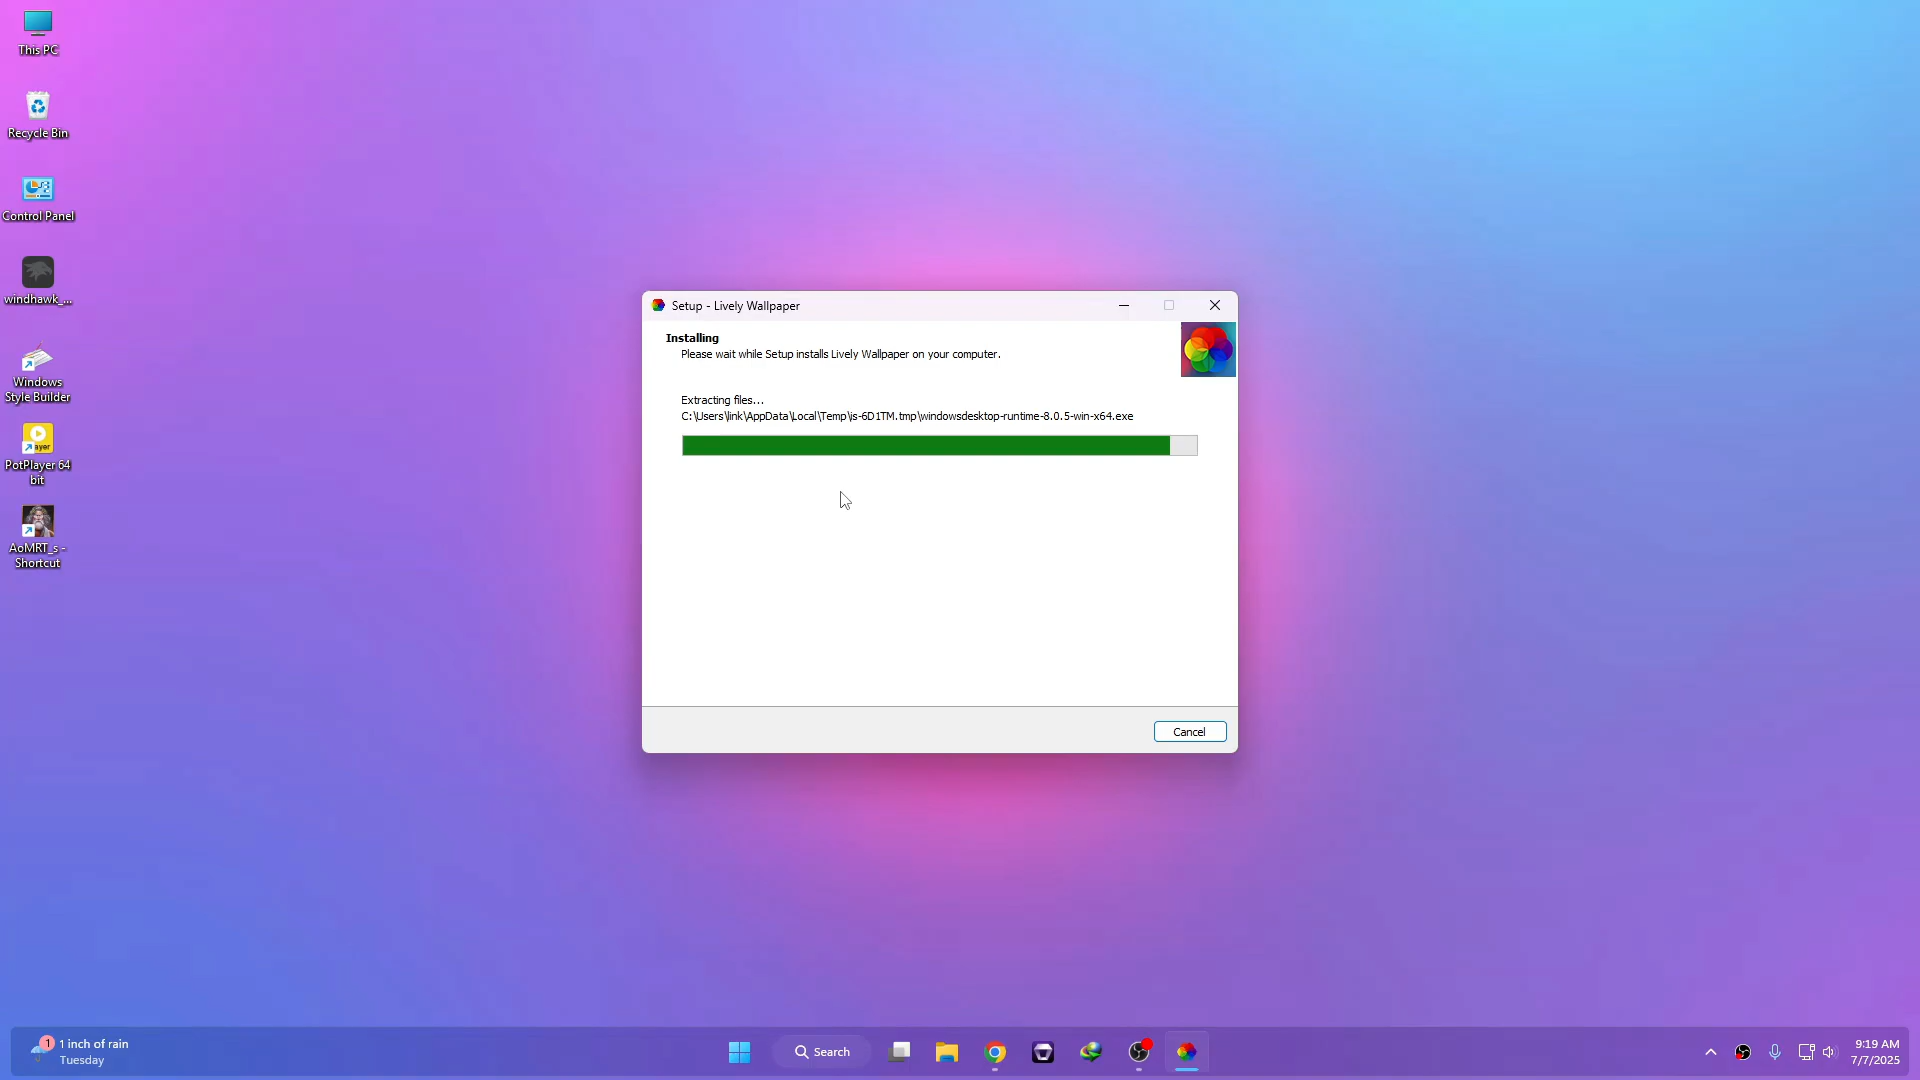 This PC
Recycle Bin
Control Panel
windhawk_...
Windows
Style Builder
PotPlayer 64
bit
AoMRT_s -
Shortcut
Setup - Lively Wallpaper
Installing
Please wait while Setup installs Lively Wallpaper on your computer.
Extracting files...
C:\Users\link\AppData\Local\Temp\is-6D1TM.tmp\windowsdesktop-runtime-8.0.5-win-x64.exe
Cancel
1
1 inch of rain
Tuesday
Search
9:19 AM
7/7/2025